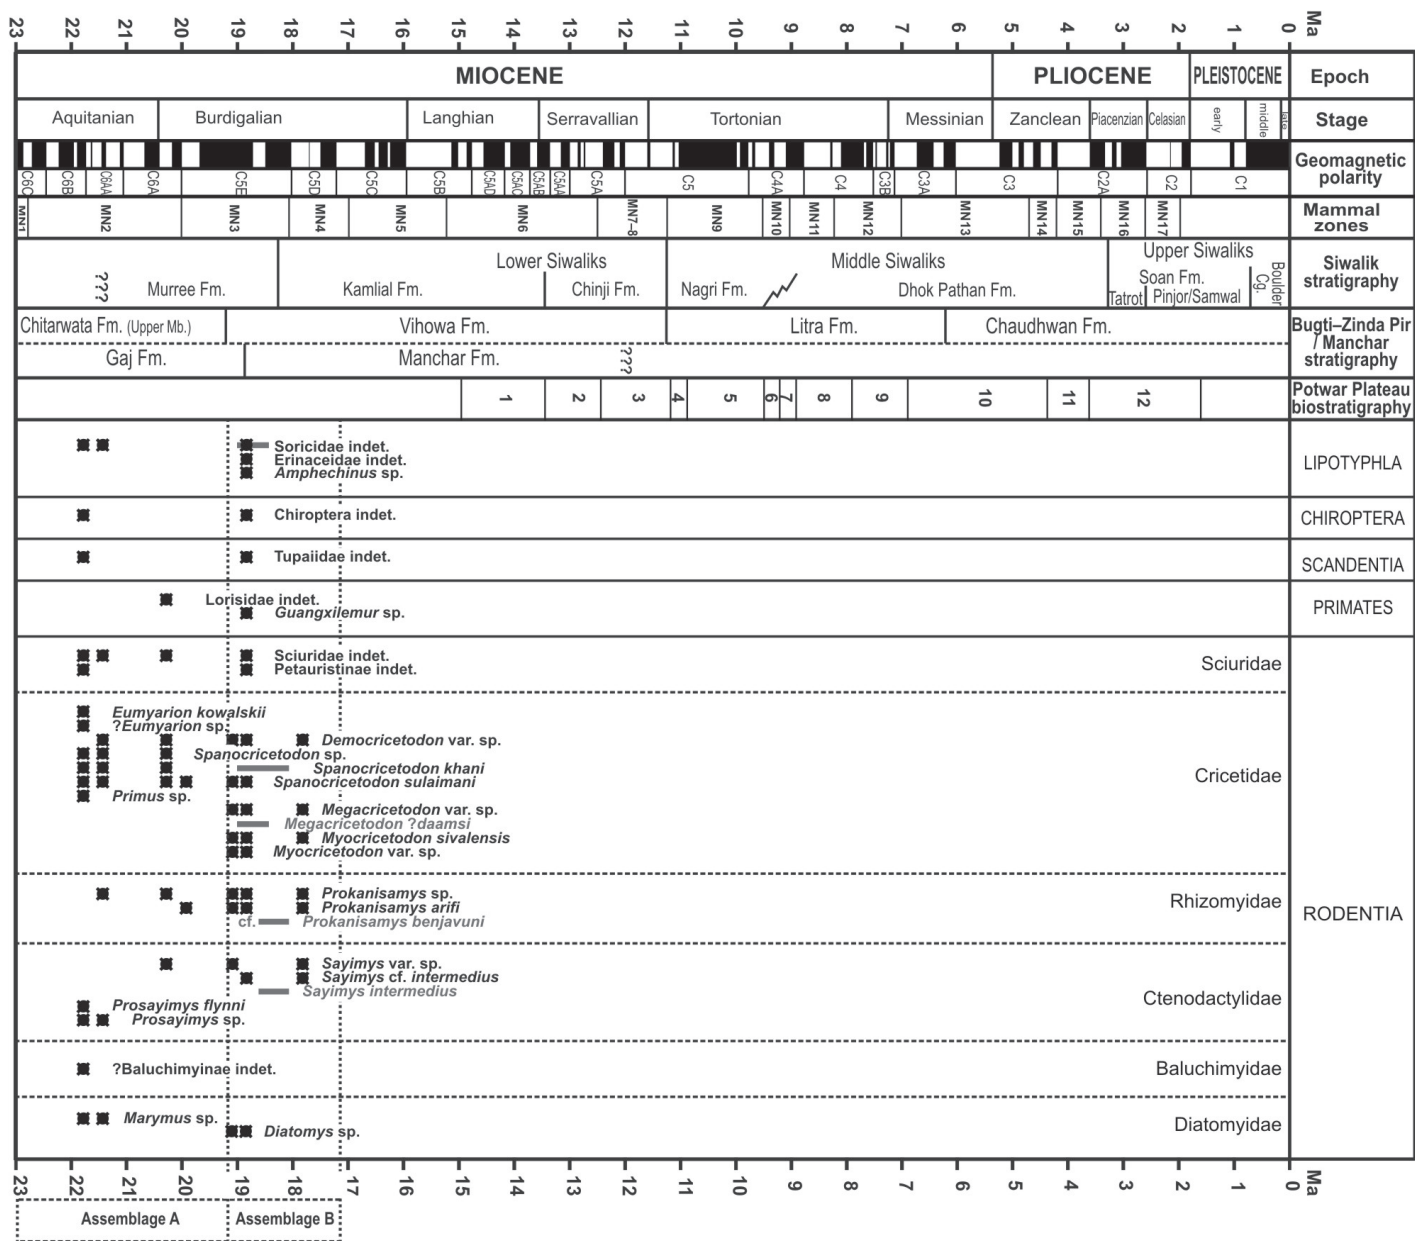 23 22 21 20 19 18 17 16 15 14 13 12 11 10 9 8 7 6 5 4 3 2 1 0 Ma
MIOCENE PLIOCENE PLEISTOCENE Epoch
Aquitanian Burdigalian Langhian Serravallian Tortonian Messinian Zanclean Piacenzian Celasian early middle late Stage
C6C C6B C6AA C6A C5E C5D C5C C5B C5AD C5AC C5AB C5AA C5A C5 C4A C4 C3B C3A C3 C2A C2 C1 Geomagnetic
polarity
MN1 MN2 MN3 MN4 MN5 MN6 MN7–8 MN9 MN10 MN11 MN12 MN13 MN14 MN15 MN16 MN17 Mammal
zones
Lower Siwaliks Middle Siwaliks Upper Siwaliks Siwalik
stratigraphy
??? Murree Fm. Kamlial Fm. Chinji Fm. Nagri Fm. Dhok Pathan Fm. Soan Fm. Boulder
Cg.
Tatrot Pinjor/Samwal
Chitarwata Fm. (Upper Mb.) Vihowa Fm. Litra Fm. Chaudhwan Fm. Bugti–Zinda Pir
/ Manchar
stratigraphy
Gaj Fm. Manchar Fm. ???
1 2 3 4 5 6 7 8 9 10 11 12 Potwar Plateau
biostratigraphy
Soricidae indet.
Erinaceidae indet.
Amphechinus sp.
LIPOTYPHLA
Chiroptera indet. CHIROPTERA
Tupaiidae indet. SCANDENTIA
Lorisidae indet.
Guangxilemur sp.
PRIMATES
Sciuridae indet.
Petauristinae indet.
Sciuridae
Eumyarion kowalskii
?Eumyarion sp.
Democricetodon var. sp.
Spanocricetodon sp.
Spanocricetodon khani
Spanocricetodon sulaimani
Primus sp.
Megacricetodon var. sp.
Megacricetodon ?daamsi
Myocricetodon sivalensis
Myocricetodon var. sp.
Cricetidae
Prokanisamys sp.
Prokanisamys arifi
cf. Prokanisamys benjavuni
Rhizomyidae
RODENTIA
Sayimys var. sp.
Sayimys cf. intermedius
Sayimys intermedius
Prosayimys flynni
Prosayimys sp.
Ctenodactylidae
?Baluchimyinae indet. Baluchimyidae
Marymus sp.
Diatomys sp.
Diatomyidae
23 22 21 20 19 18 17 16 15 14 13 12 11 10 9 8 7 6 5 4 3 2 1 0 Ma
Assemblage A Assemblage B